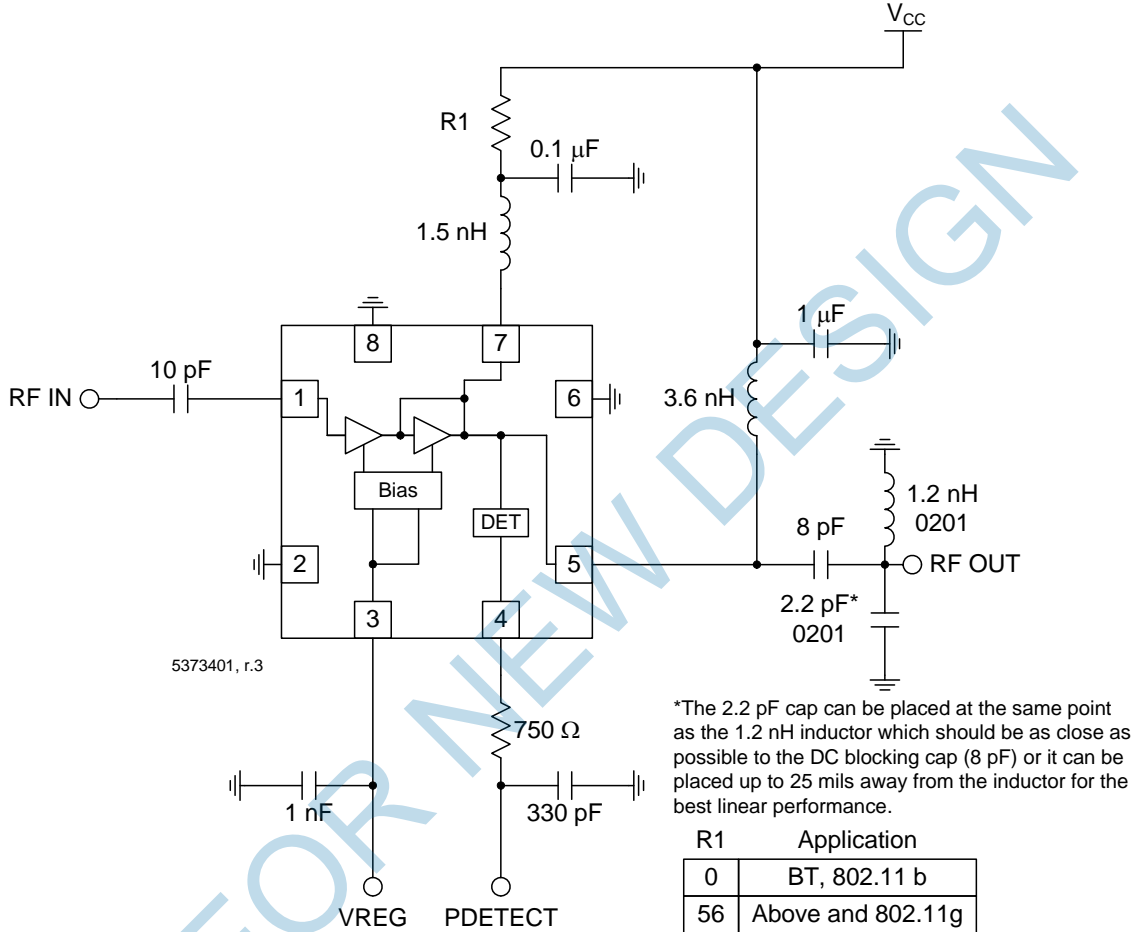 VCC
R1
0.1 μF
1.5 nH
1 μF
8
7
10 pF
RF IN
1
6
3.6 nH
Bias
DET
1.2 nH
0201
8 pF
2
5
RF OUT
2.2 pF*
0201
3
4
5373401, r.3
750 Ω
*The 2.2 pF cap can be placed at the same point
as the 1.2 nH inductor which should be as close as
possible to the DC blocking cap (8 pF) or it can be
placed up to 25 mils away from the inductor for the
best linear performance.
1 nF
330 pF
R1 Application
0 BT, 802.11 b
56 Above and 802.11g
VREG
PDETECT
FOR NEW DESIGN